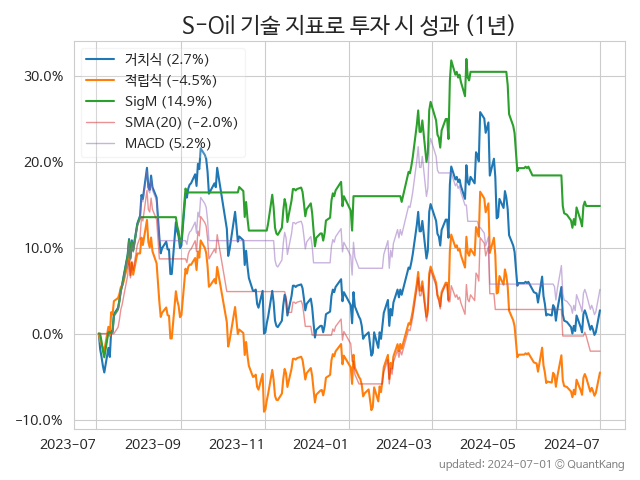 S-Oil 기술 지표로 투자 시 성과 (1년)
거치식 (2.7%)
적립식 (−4.5%)
SigM (14.9%)
SMA(20) (−2.0%)
MACD (5.2%)
30.0%
20.0%
10.0%
0.0%
−10.0%
2023-07 2023-09 2023-11 2024-01 2024-03 2024-05 2024-07
updated: 2024-07-01 © QuantKang